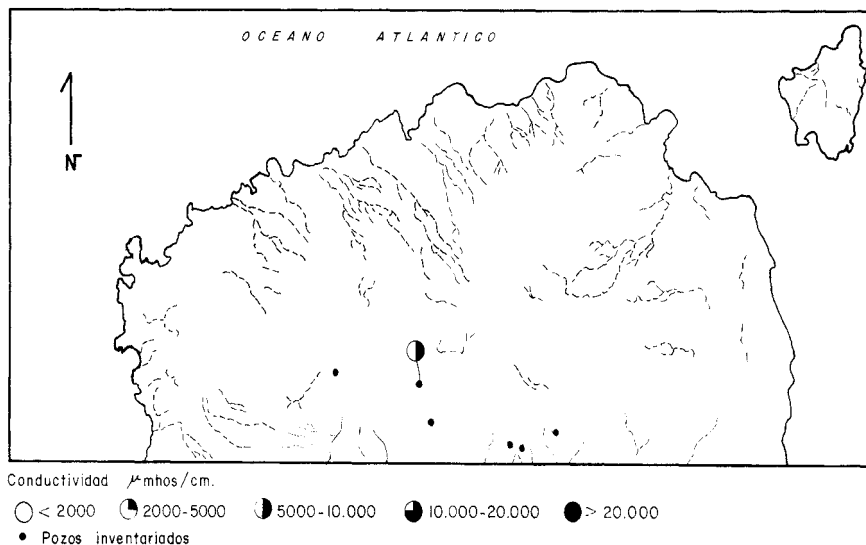 OCEANO ATLANTICO
N
Conductividad µmhos/cm.
< 2000 2000-5000 5000-10.000 10.000-20.000 > 20.000
Pozos inventariados